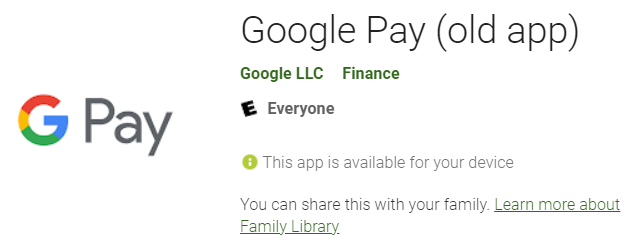 Google Pay (old app)
Google LLC Finance
E Everyone
G Pay
This app is available for your device
You can share this with your family. Learn more about
Family Library